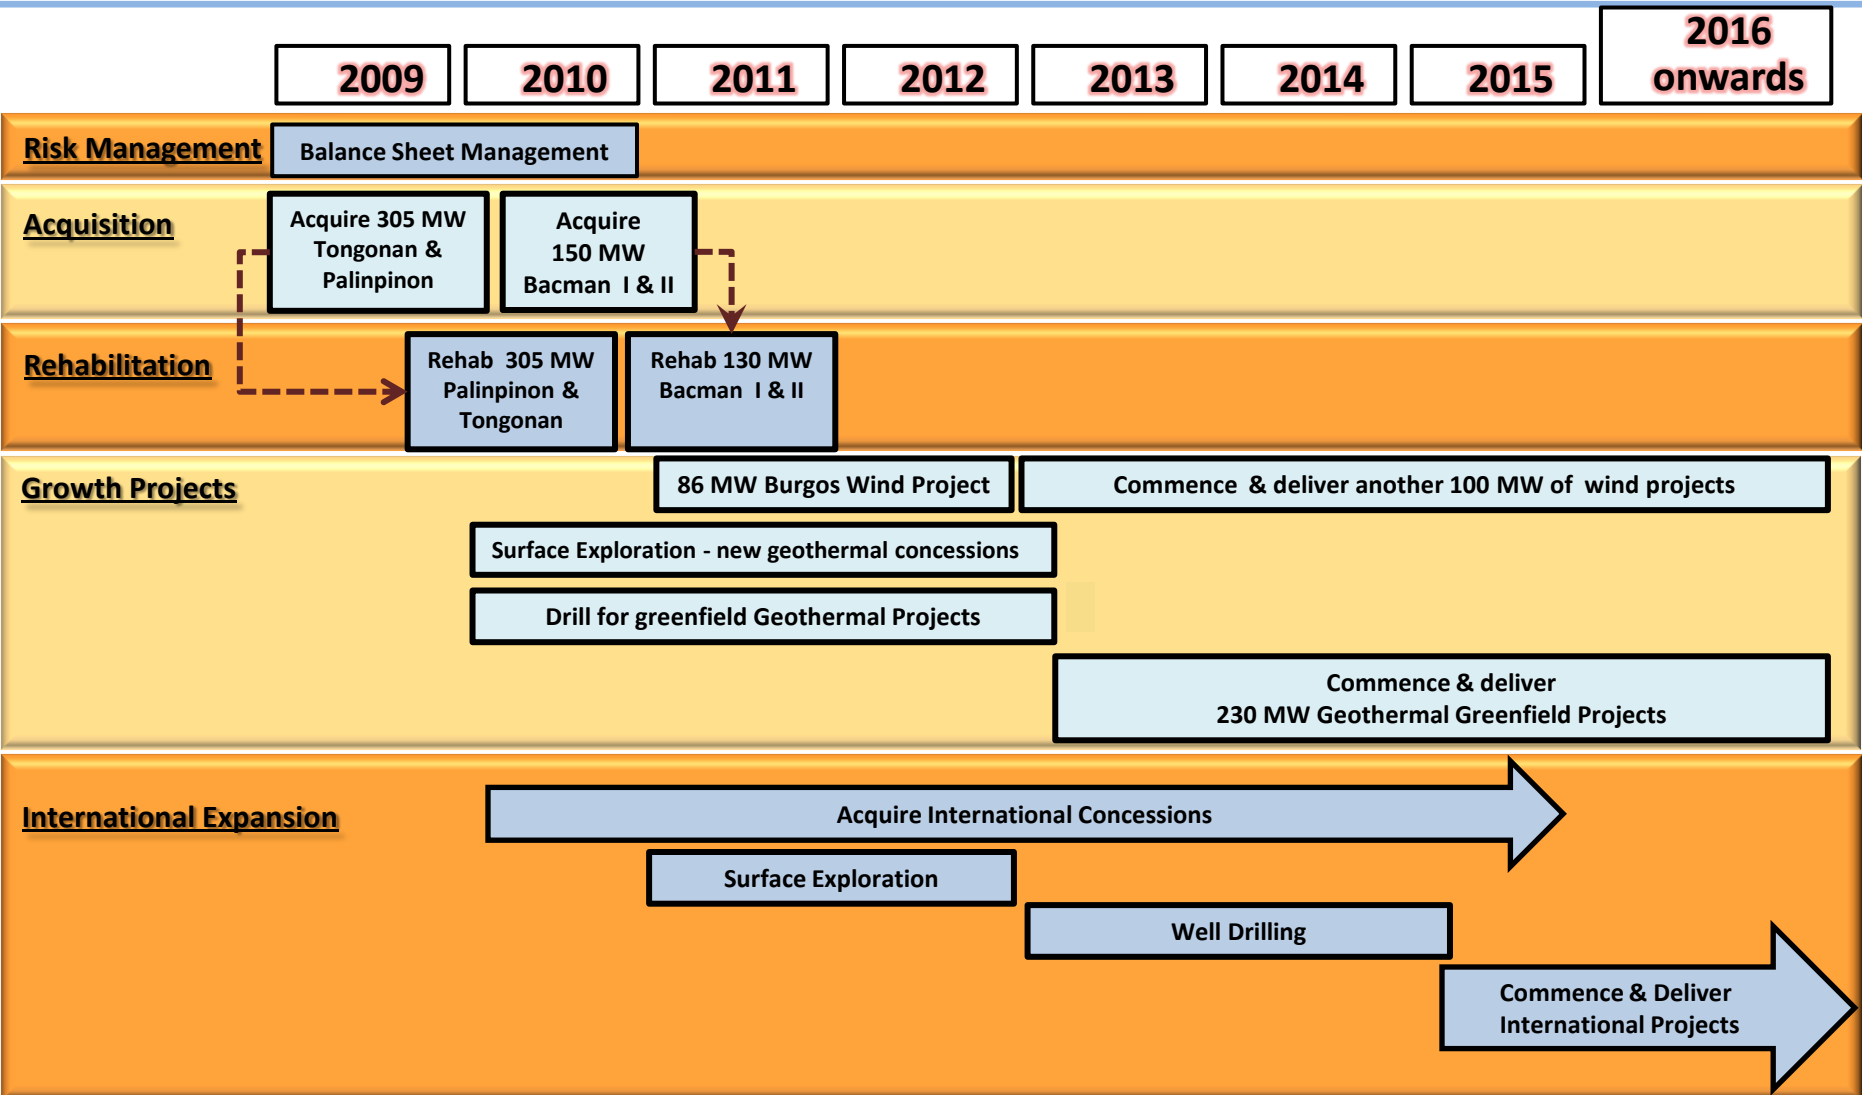 2009
2010
2011
2012
2013
2014
2015
2016
onwards
Risk Management
Balance Sheet Management
Acquisition
Acquire 305 MW
Tongonan &
Palinpinon
Acquire
150 MW
Bacman I & II
Rehabilitation
Rehab 305 MW
Palinpinon &
Tongonan
Rehab 130 MW
Bacman I & II
Growth Projects
86 MW Burgos Wind Project
Commence & deliver another 100 MW of wind projects
Surface Exploration - new geothermal concessions
Drill for greenfield Geothermal Projects
Commence & deliver
230 MW Geothermal Greenfield Projects
International Expansion
Acquire International Concessions
Surface Exploration
Well Drilling
Commence & Deliver
International Projects